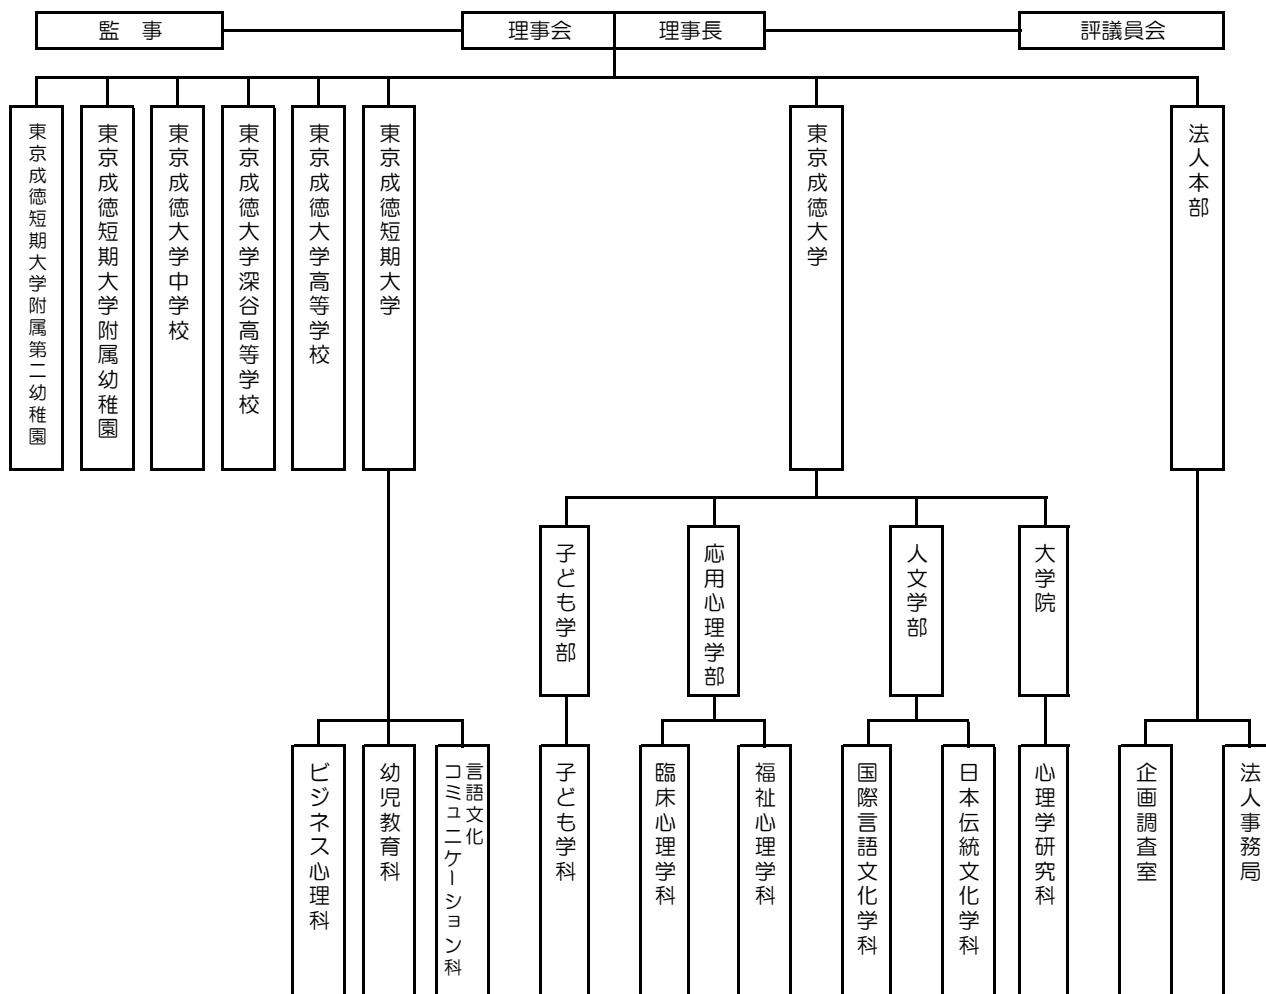 監　事
理事会
理事長
評議員会
法人本部
東京成徳大学
東京成徳短期大学
東京成徳大学高等学校
東京成徳大学深谷高等学校
東京成徳大学中学校
東京成徳短期大学附属幼稚園
東京成徳短期大学附属第二幼稚園
大学院
人文学部
応用心理学部
子ども学部
法人事務局
企画調査室
心理学研究科
日本伝統文化学科
国際言語文化学科
福祉心理学科
臨床心理学科
子ども学科
言語文化
コミュニケーション科
幼児教育科
ビジネス心理科